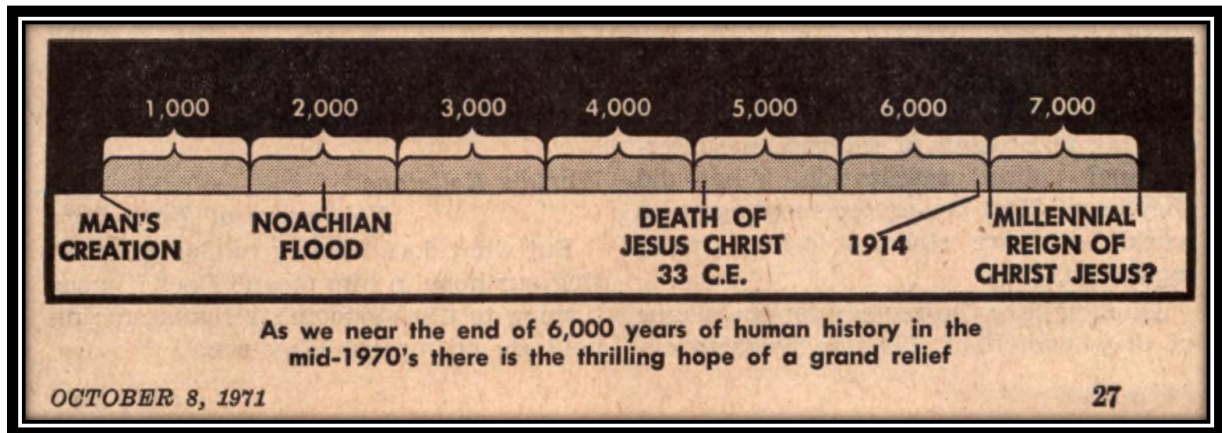 1,000 2,000 3,000 4,000 5,000 6,000 7,000
MAN'S
CREATION
NOACHIAN
FLOOD
DEATH OF
JESUS CHRIST
33 C.E.
1914
MILLENNIAL
REIGN OF
CHRIST JESUS?
As we near the end of 6,000 years of human history in the
mid-1970's there is the thrilling hope of a grand relief
OCTOBER 8, 1971 27